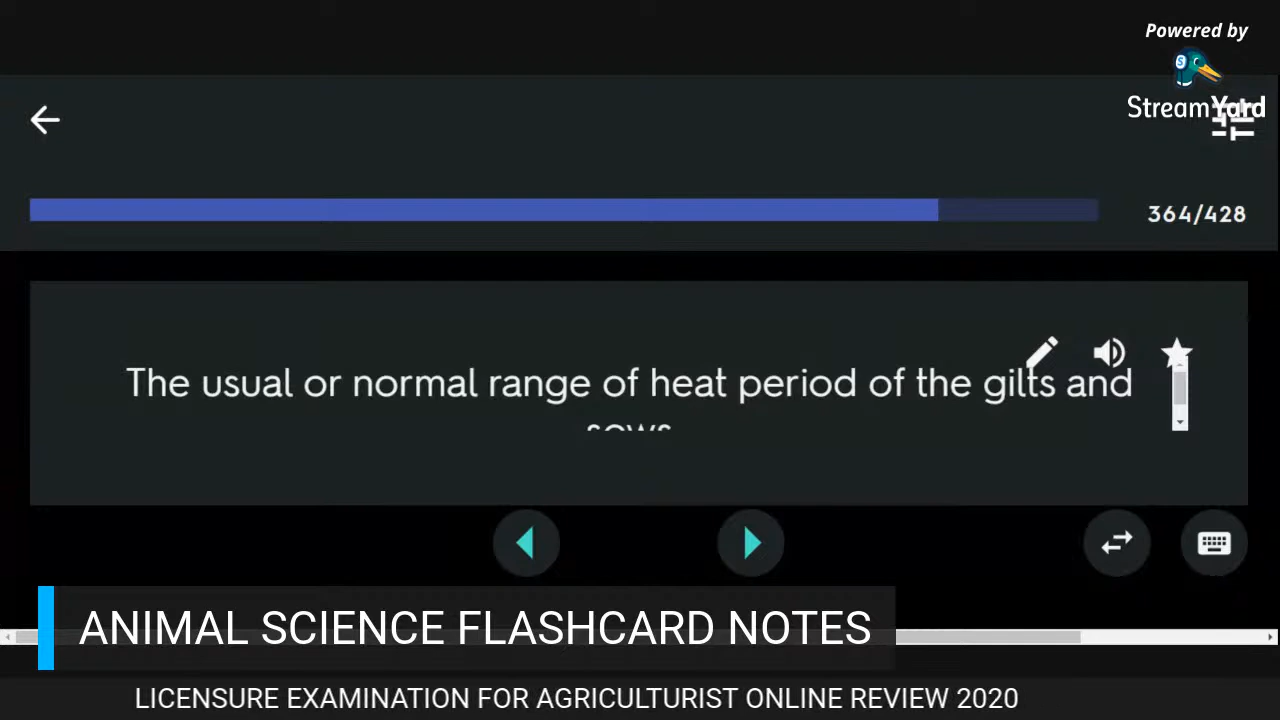 Powered by
StreamYard
364/428
The usual or normal range of heat period of the gilts and
sows
ANIMAL SCIENCE FLASHCARD NOTES
LICENSURE EXAMINATION FOR AGRICULTURIST ONLINE REVIEW 2020